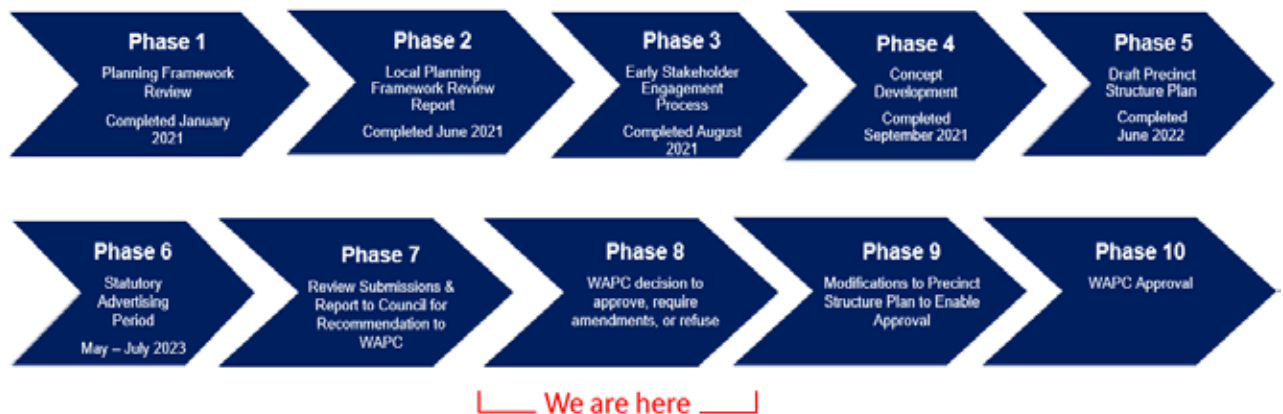 Phase 1
Planning Framework
Review
Completed January
2021
Phase 2
Local Planning
Framework Review
Report
Completed June 2021
Phase 3
Early Stakeholder
Engagement
Process
Completed August
2021
Phase 4
Concept
Development
Completed
September 2021
Phase 5
Draft Precinct
Structure Plan
Completed
June 2022
Phase 6
Statutory
Advertising
Period
May – July 2023
Phase 7
Review Submissions &
Report to Council for
Recommendation to
WAPC
Phase 8
WAPC decision to
approve, require
amendments, or refuse
Phase 9
Modifications to Precinct
Structure Plan to Enable
Approval
Phase 10
WAPC Approval
We are here